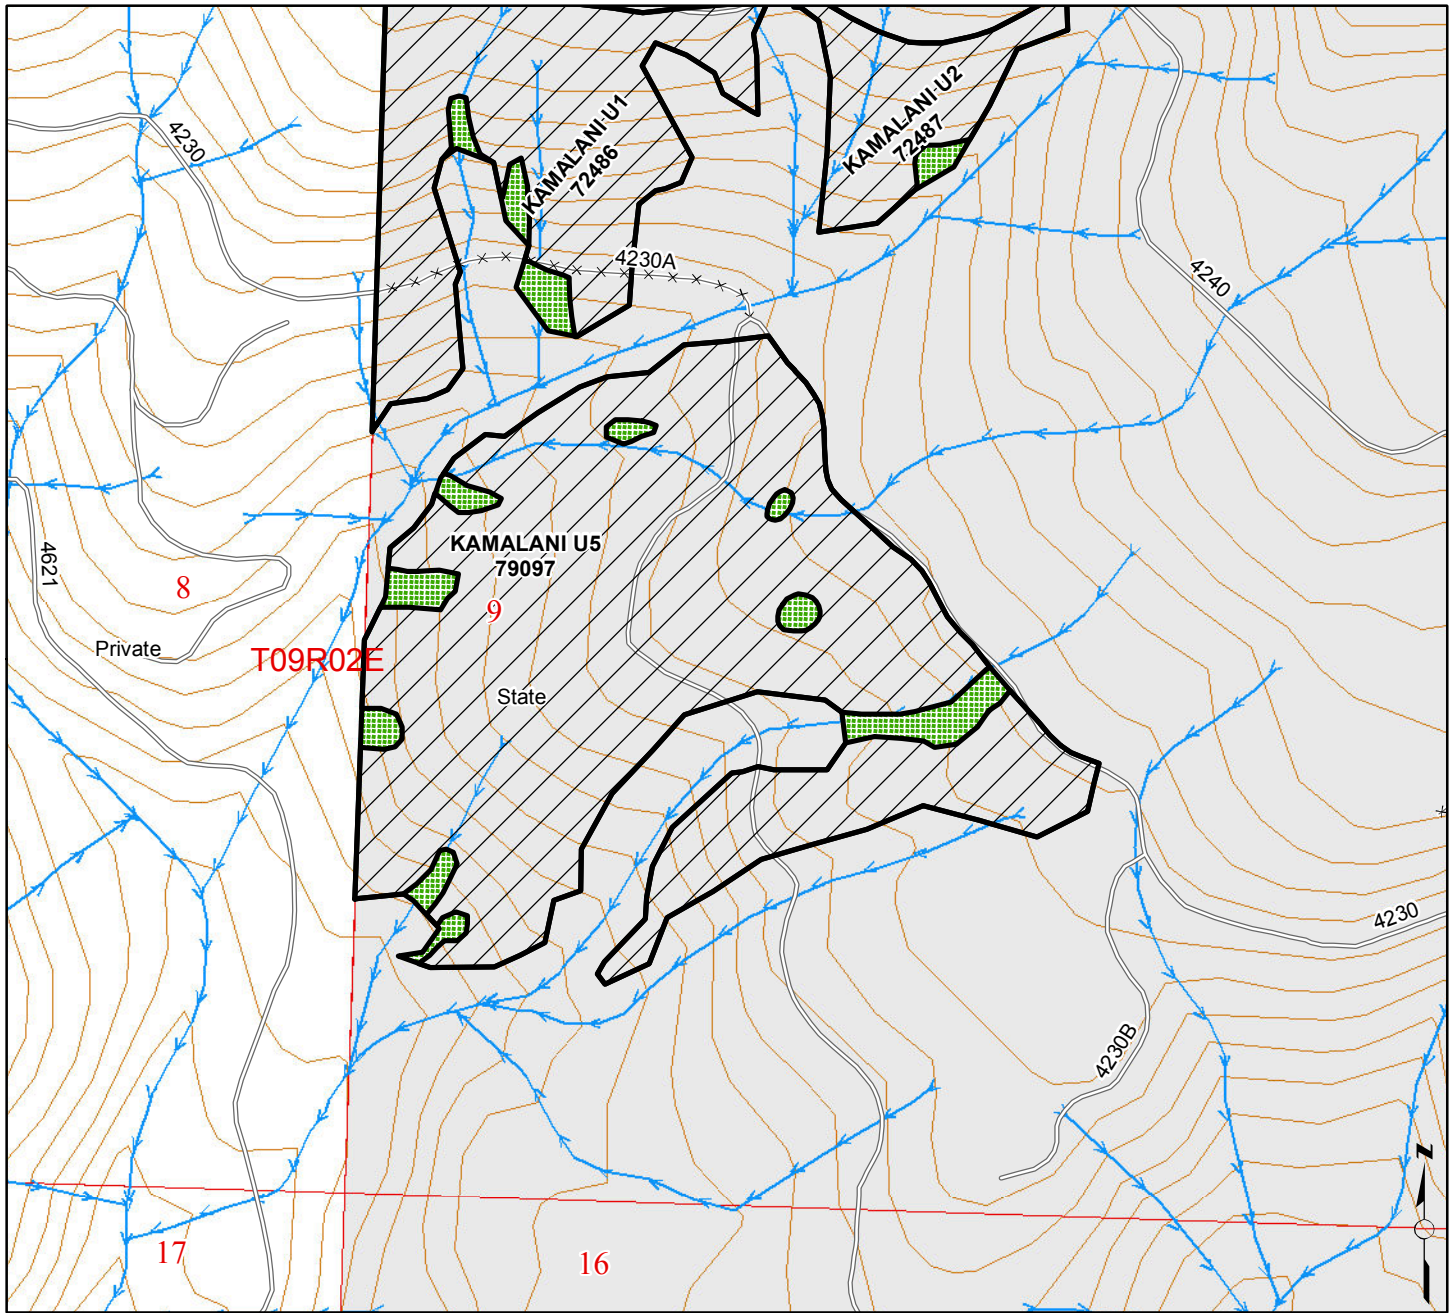 4230
KAMALANI U1
72486
KAMALANI U2
72487
4230A
4240
KAMALANI U5
79097
4621
8
9
Private
T09R02E
State
4230
4230B
N
17
16